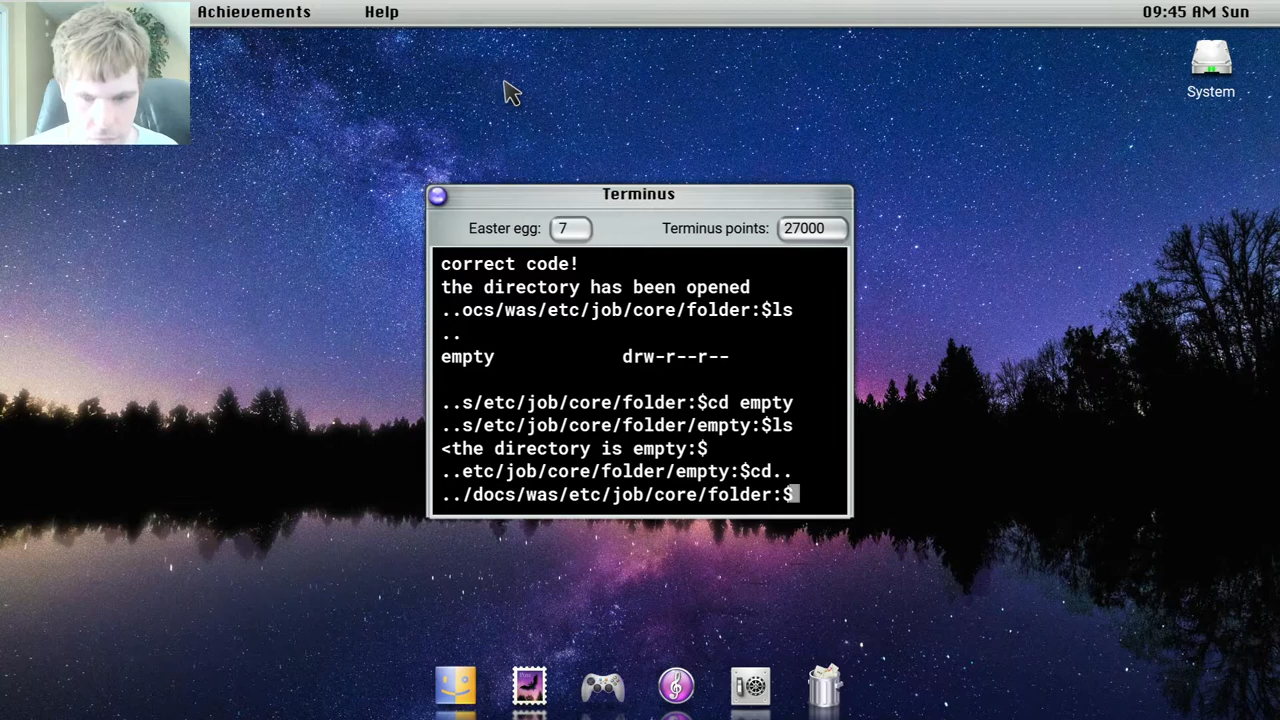 Achievements Help 09:45 AM Sun
System
Terminus
Easter egg: 7 Terminus points: 27000
correct code!
the directory has been opened
..ocs/was/etc/job/core/folder:$ls
..
empty drw-r--r--
..s/etc/job/core/folder:$cd empty
..s/etc/job/core/folder/empty:$ls
<the directory is empty:$
..etc/job/core/folder/empty:$cd..
../docs/was/etc/job/core/folder:$